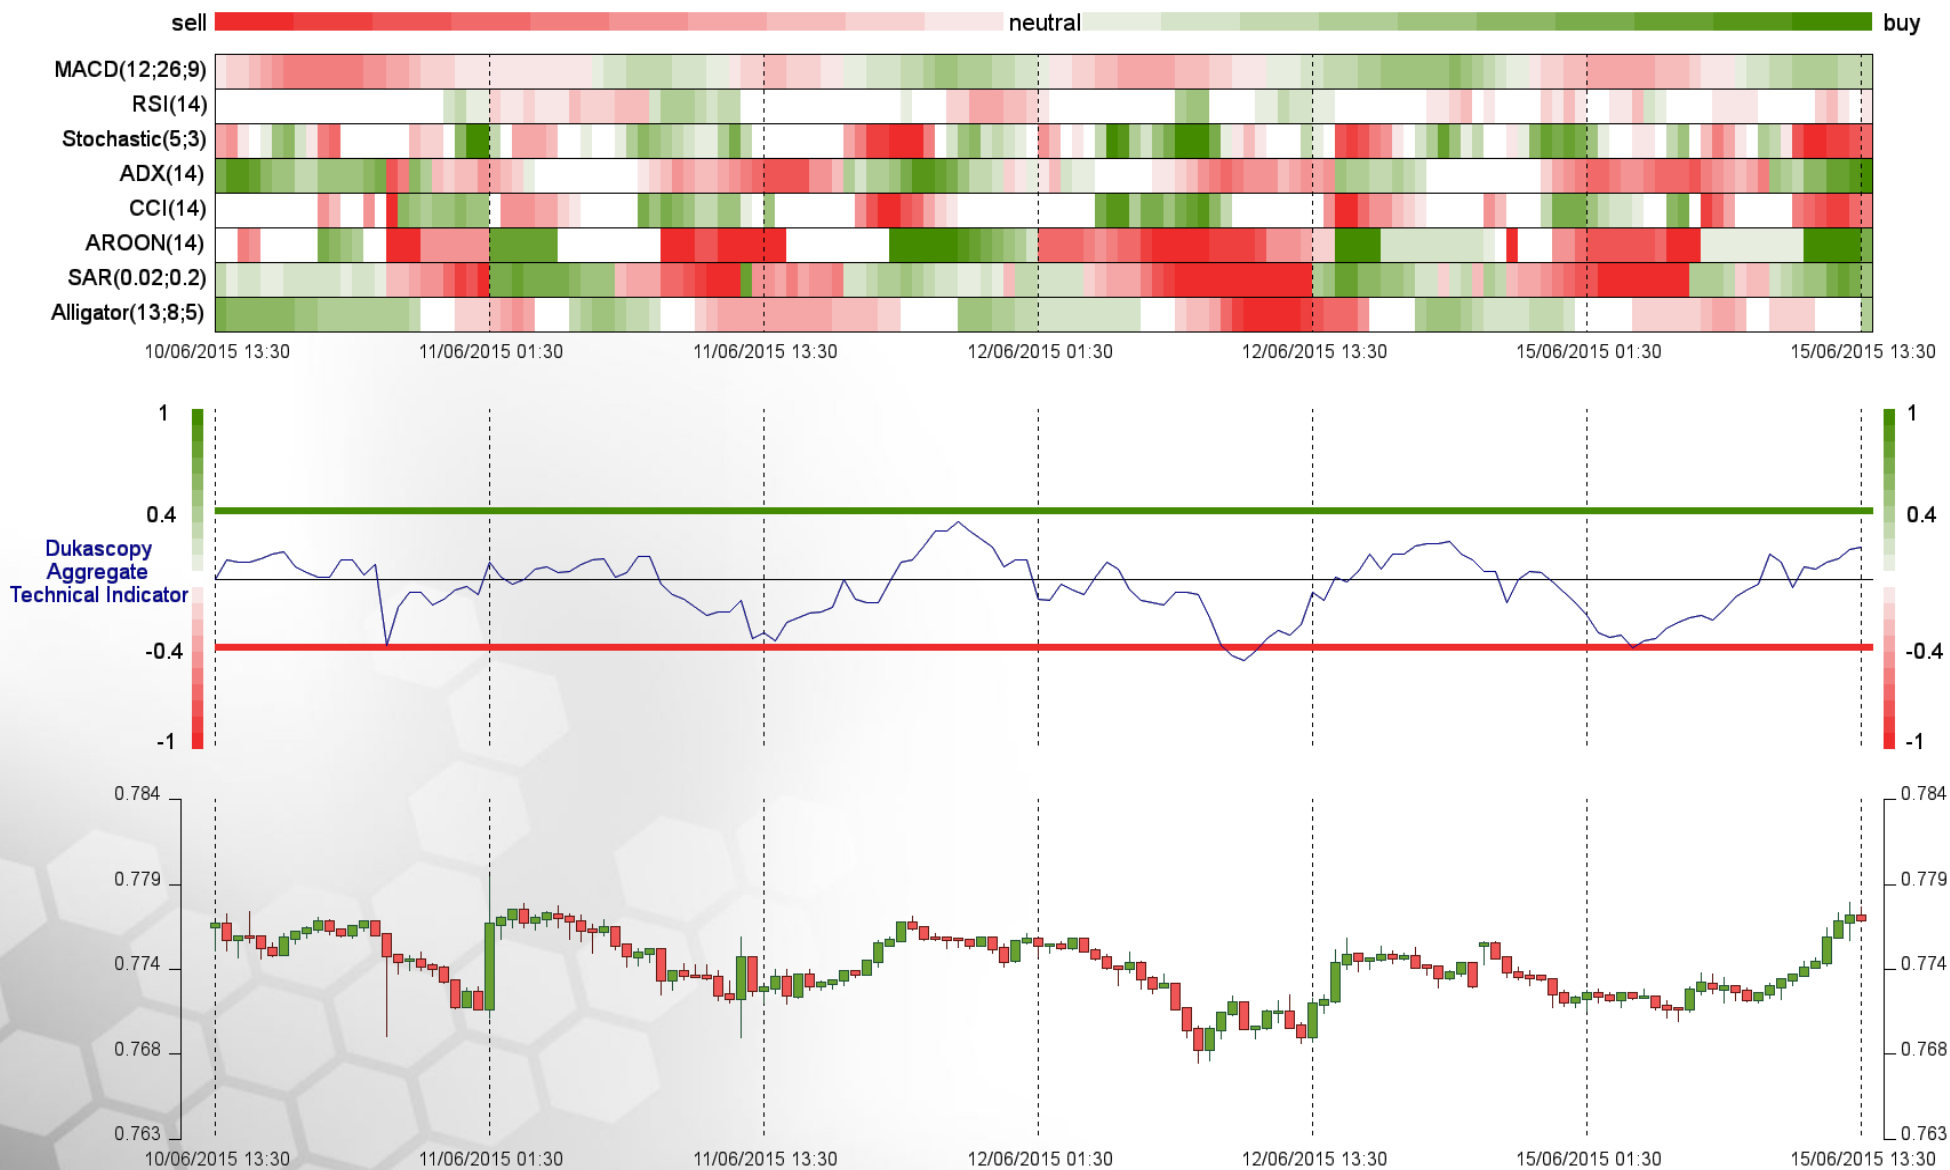 sell neutral buy
MACD(12;26;9)
RSI(14)
Stochastic(5;3)
ADX(14)
CCI(14)
AROON(14)
SAR(0.02;0.2)
Alligator(13;8;5)
10/06/2015 13:30 11/06/2015 01:30 11/06/2015 13:30 12/06/2015 01:30 12/06/2015 13:30 15/06/2015 01:30 15/06/2015 13:30
1 1
0.4 0.4
Dukascopy
Aggregate
Technical Indicator
-0.4 -0.4
-1 -1
0.784 0.784
0.779 0.779
0.774 0.774
0.768 0.768
0.763 0.763
10/06/2015 13:30 11/06/2015 01:30 11/06/2015 13:30 12/06/2015 01:30 12/06/2015 13:30 15/06/2015 01:30 15/06/2015 13:30